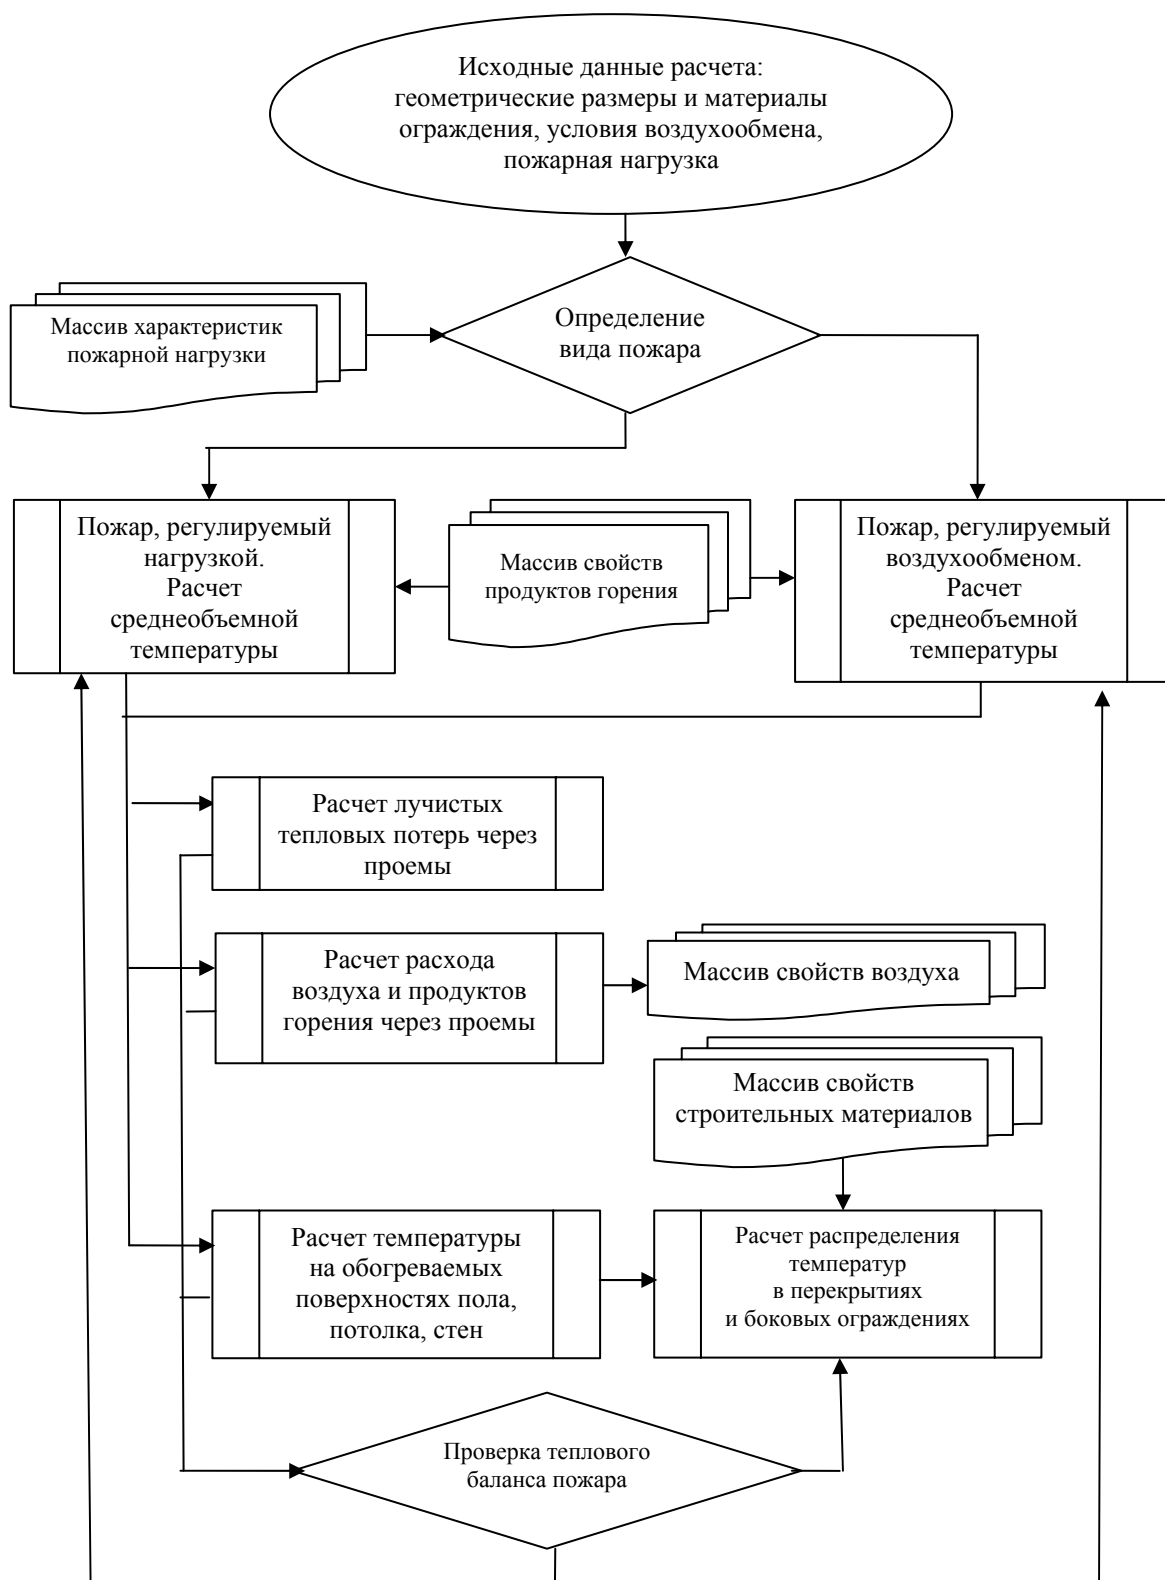 Исходные данные расчета:
геометрические размеры и материалы
ограждения, условия воздухообмена,
пожарная нагрузка
Массив характеристик
пожарной нагрузки
Определение
вида пожара
Пожар, регулируемый
нагрузкой.
Расчет
среднеобъемной
температуры
Массив свойств
продуктов горения
Пожар, регулируемый
воздухообменом.
Расчет
среднеобъемной
температуры
Расчет лучистых
тепловых потерь через
проемы
Расчет расхода
воздуха и продуктов
горения через проемы
Массив свойств воздуха
Массив свойств
строительных материалов
Расчет температуры
на обогреваемых
поверхностях пола,
потолка, стен
Расчет распределения
температур
в перекрытиях
и боковых ограждениях
Проверка теплового
баланса пожара